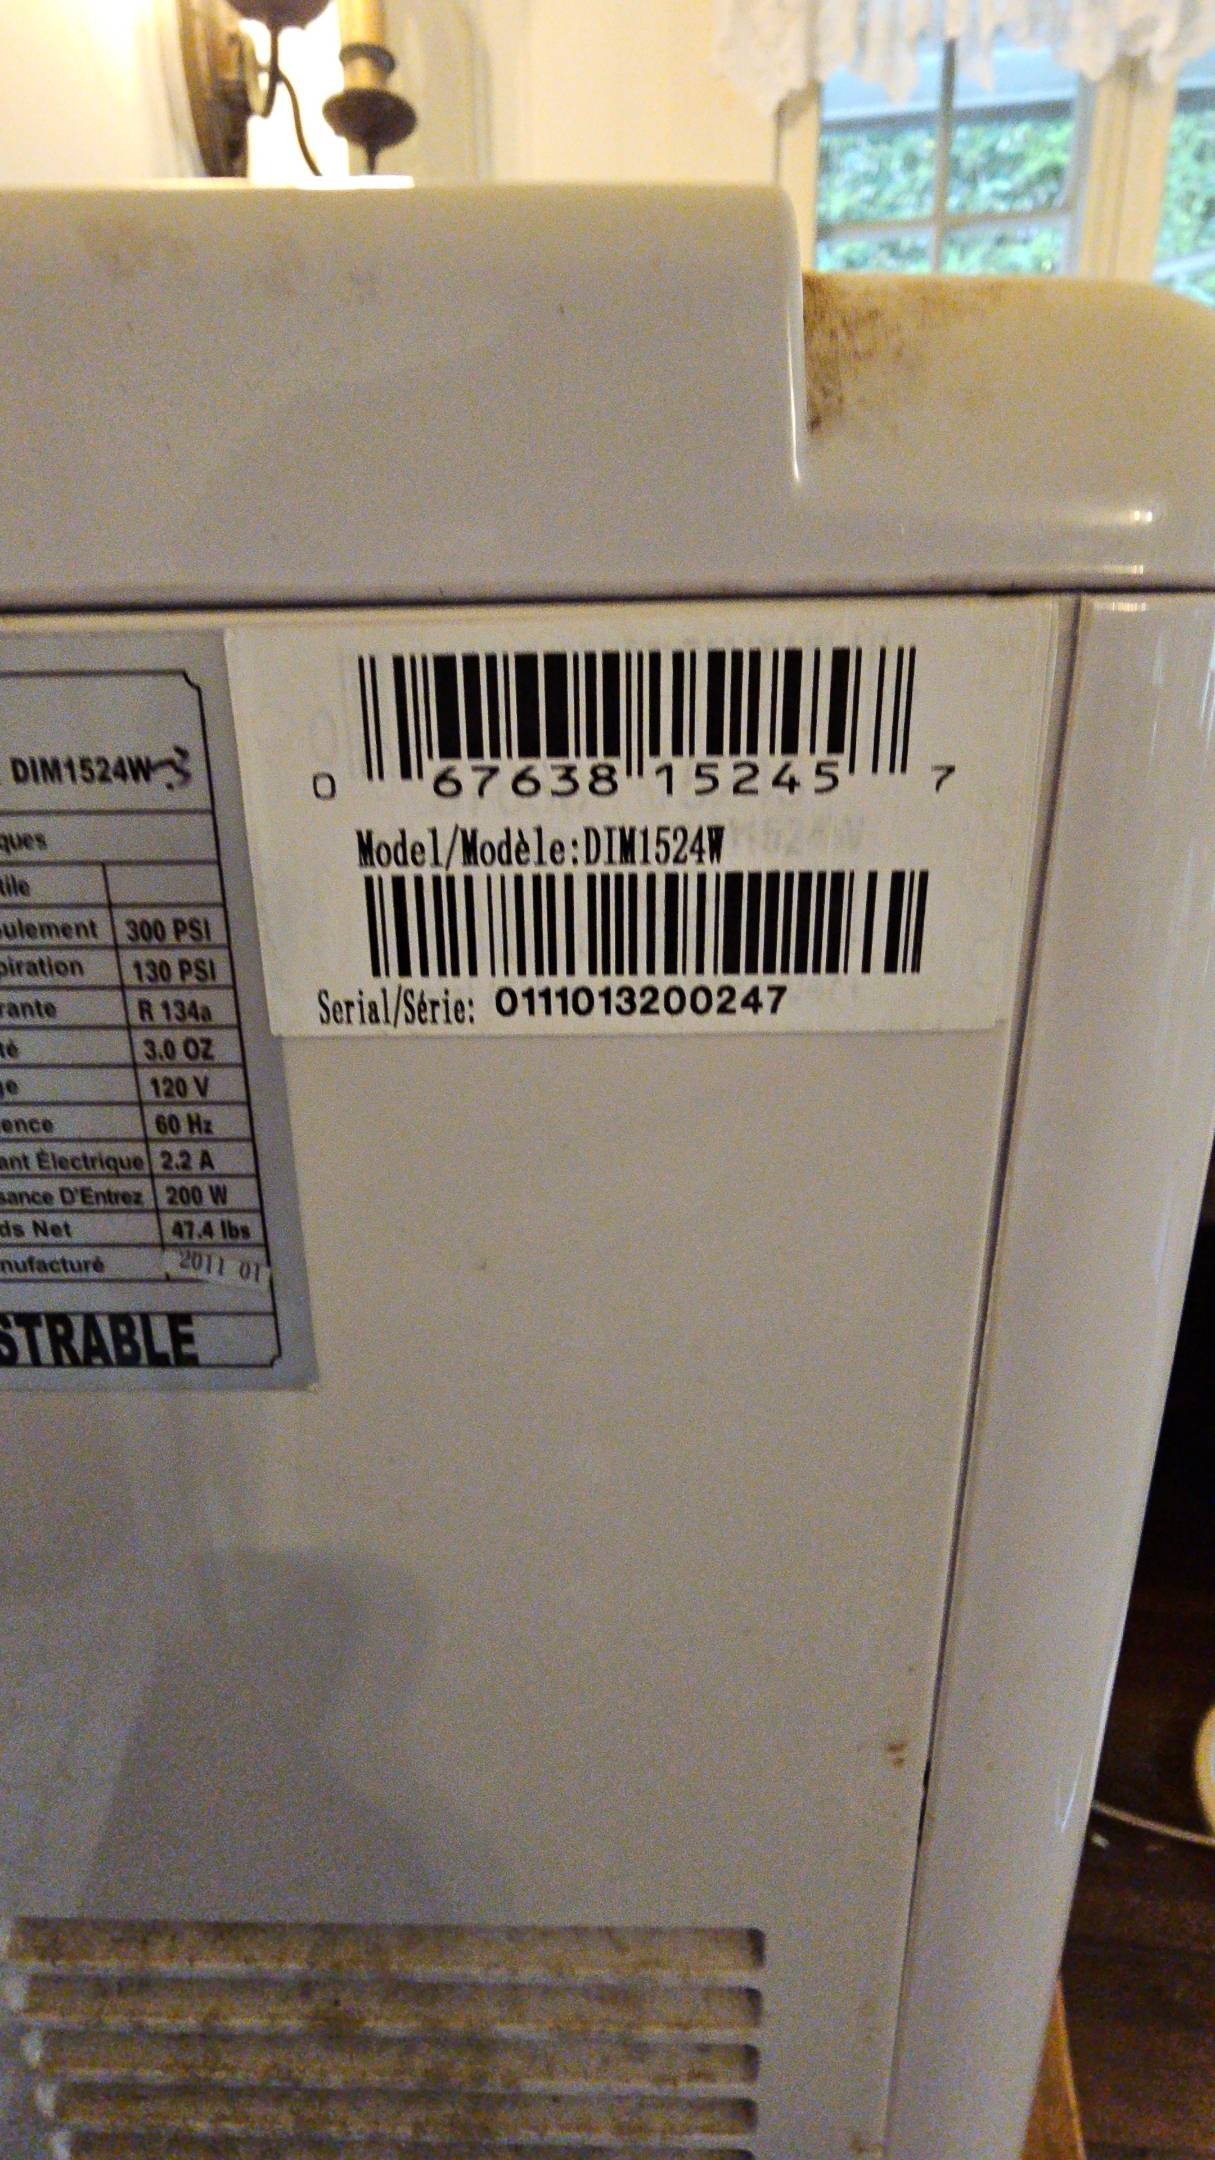 DIM1524W-3
ques
tile
oulement 300 PSI
piration 130 PSI
rante R 134a
té 3.0 OZ
ge 120 V
ence 60 Hz
ant Électrique 2.2 A
sance D'Entrez 200 W
ds Net 47.4 lbs
nufacturé 2011 01
STRABLE
0 67638 15245 7
Model/Modèle:DIM1524W
Serial/Série: 0111013200247